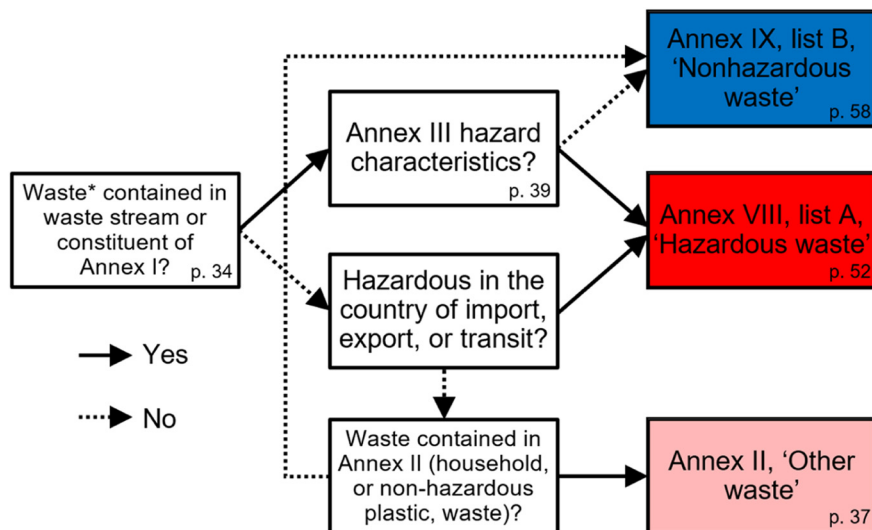 Annex IX, list B,
‘Nonhazardous
waste’
p. 58
Annex III hazard
characteristics?
p. 39
Waste* contained in
waste stream or
constituent of
Annex I?
p. 34
Annex VIII, list A,
‘Hazardous waste’
p. 52
Hazardous in the
country of import,
export, or transit?
Yes
No
Waste contained in
Annex II (household,
or non-hazardous
plastic, waste)?
Annex II, ‘Other
waste’
p. 37